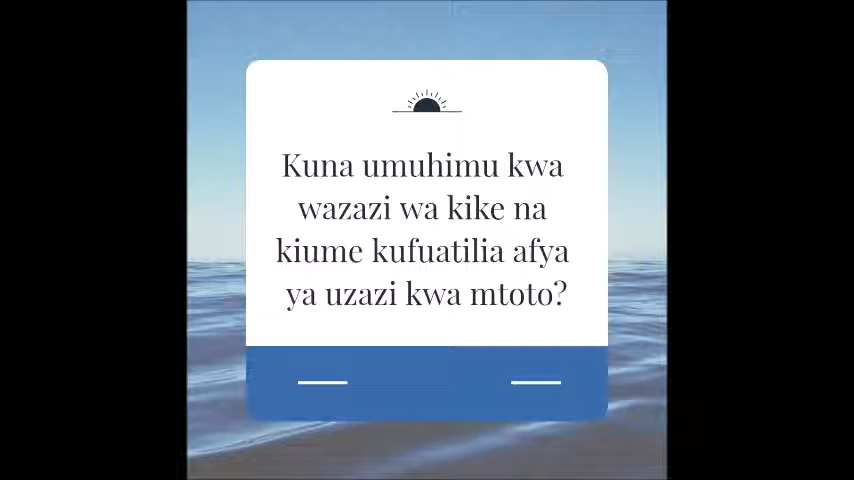 Kuna umuhimu kwa
wazazi wa kike na
kiume kufuatilia afya
ya uzazi kwa mtoto?